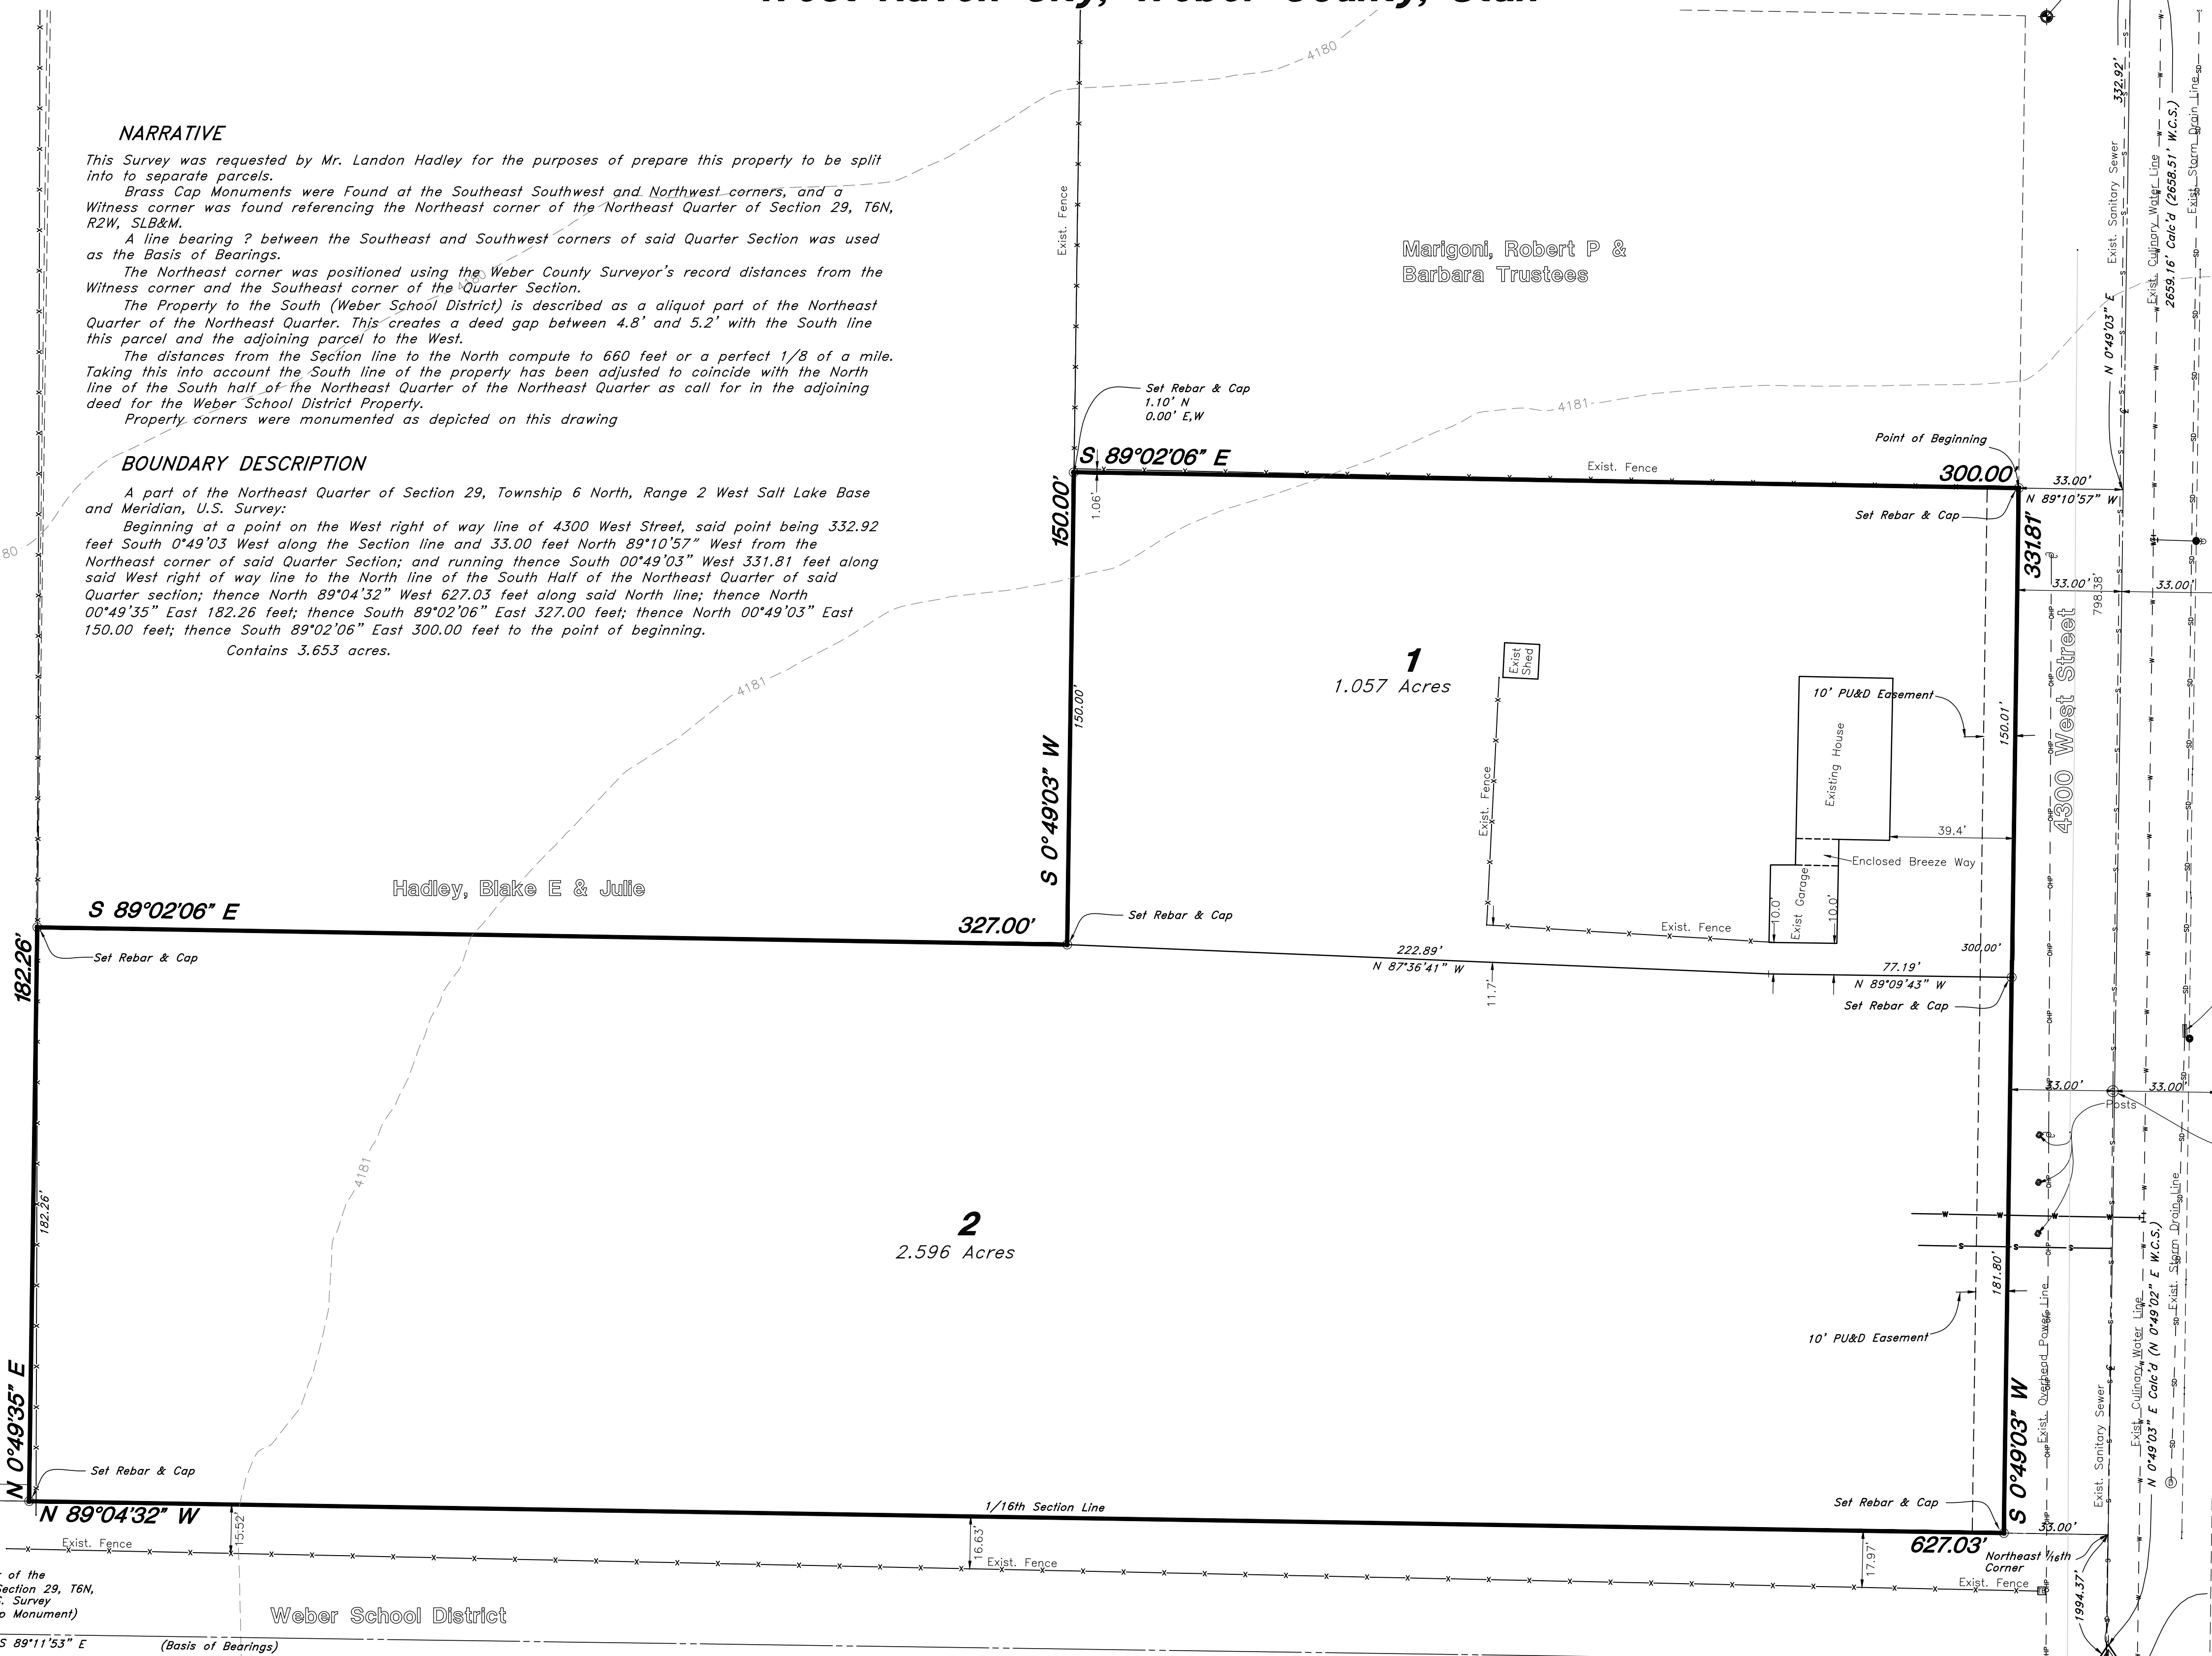 West Haven City, Weber County, Utah
NARRATIVE
This Survey was requested by Mr. Landon Hadley for the purposes of prepare this property to be split
into to separate parcels.
Brass Cap Monuments were Found at the Southeast Southwest and Northwest corners, and a
Witness corner was found referencing the Northeast corner of the Northeast Quarter of Section 29, T6N,
R2W, SLB&M.
A line bearing ? between the Southeast and Southwest corners of said Quarter Section was used
as the Basis of Bearings.
The Northeast corner was positioned using the Weber County Surveyor's record distances from the
Witness corner and the Southeast corner of the Quarter Section.
The Property to the South (Weber School District) is described as a aliquot part of the Northeast
Quarter of the Northeast Quarter. This creates a deed gap between 4.8' and 5.2' with the South line
this parcel and the adjoining parcel to the West.
The distances from the Section line to the North compute to 660 feet or a perfect 1/8 of a mile.
Taking this into account the South line of the property has been adjusted to coincide with the North
line of the South half of the Northeast Quarter of the Northeast Quarter as call for in the adjoining
deed for the Weber School District Property.
Property corners were monumented as depicted on this drawing
BOUNDARY DESCRIPTION
A part of the Northeast Quarter of Section 29, Township 6 North, Range 2 West Salt Lake Base
and Meridian, U.S. Survey:
Beginning at a point on the West right of way line of 4300 West Street, said point being 332.92
feet South 0°49'03 West along the Section line and 33.00 feet North 89°10'57" West from the
Northeast corner of said Quarter Section; and running thence South 00°49'03" West 331.81 feet along
said West right of way line to the North line of the South Half of the Northeast Quarter of said
Quarter section; thence North 89°04'32" West 627.03 feet along said North line; thence North
00°49'35" East 182.26 feet; thence South 89°02'06" East 327.00 feet; thence North 00°49'03" East
150.00 feet; thence South 89°02'06" East 300.00 feet to the point of beginning.
Contains 3.653 acres.
4180
4180
80
4181
4181
4181
Exist. Fence
Marigoni, Robert P &
Barbara Trustees
Set Rebar & Cap
1.10' N
0.00' E,W
S 89°02'06" E
Exist. Fence
300.00'
Point of Beginning
Set Rebar & Cap
33.00'
N 89°10'57" W
1.06'
150.00'
150.00'
S 0°49'03" W
331.81'
33.00'
33.00'
798.38'
1
1.057 Acres
Exist
Shed
10' PU&D Easement
150.01'
4300 West Street
Existing House
Exist. Fence
39.4'
Enclosed Breeze Way
Exist Garage
10.0'
10.0'
Exist. Fence
300.00'
Hadley, Blake E & Julie
S 89°02'06" E
327.00'
Set Rebar & Cap
Set Rebar & Cap
182.26'
222.89'
N 87°36'41" W
11.7'
77.19'
N 89°09'43" W
Set Rebar & Cap
33.00'
33.00'
Posts
182.26'
2
2.596 Acres
181.80'
10' PU&D Easement
N 0°49'35" E
Set Rebar & Cap
N 89°04'32" W
1/16th Section Line
Set Rebar & Cap
S 0°49'03" W
33.00'
627.03'
Northeast 1/16th
Corner
Exist. Fence
15.52'
16.63'
Exist. Fence
17.97'
Exist. Fence
1994.37'
of the
Section 29, T6N,
. Survey
p Monument)
Weber School District
S 89°11'53" E
(Basis of Bearings)
332.92'
Exist. Sanitary Sewer
N 0°49'03" E
Exist. Culinary Water Line
2659.16' Calc'd (2658.51' W.C.S.)
Exist. Storm Drain Line
Exist. Overhead Power Line
Exist. Sanitary Sewer
Exist. Culinary Water Line
N 0°49'03" E Calc'd (N 0°49'02" E W.C.S.)
Exist. Storm Drain Line